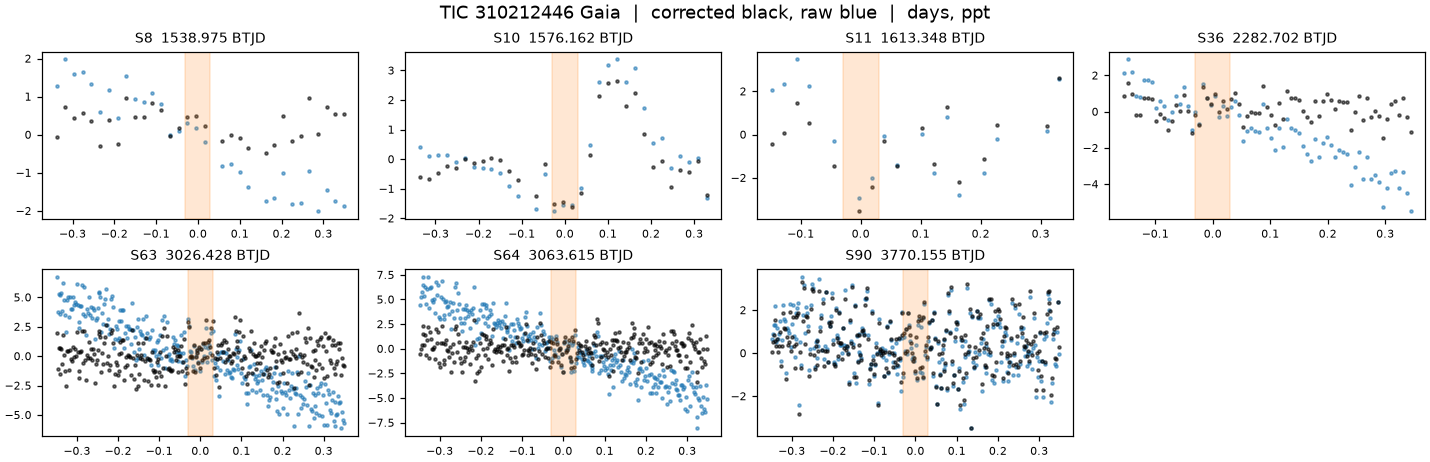 TIC 310212446 Gaia | corrected black, raw blue | days, ppt
S8 1538.975 BTJD
S10 1576.162 BTJD
S11 1613.348 BTJD
S36 2282.702 BTJD
2
1
0
−1
−2
−0.3 −0.2 −0.1 0.0 0.1 0.2 0.3
3
2
1
0
−1
−2
−0.3 −0.2 −0.1 0.0 0.1 0.2 0.3
2
0
−2
−0.1 0.0 0.1 0.2 0.3
2
0
−2
−4
−0.1 0.0 0.1 0.2 0.3
S63 3026.428 BTJD
S64 3063.615 BTJD
S90 3770.155 BTJD
5.0
2.5
0.0
−2.5
−5.0
−0.3 −0.2 −0.1 0.0 0.1 0.2 0.3
7.5
5.0
2.5
0.0
−2.5
−5.0
−7.5
−0.3 −0.2 −0.1 0.0 0.1 0.2 0.3
2
0
−2
−0.3 −0.2 −0.1 0.0 0.1 0.2 0.3